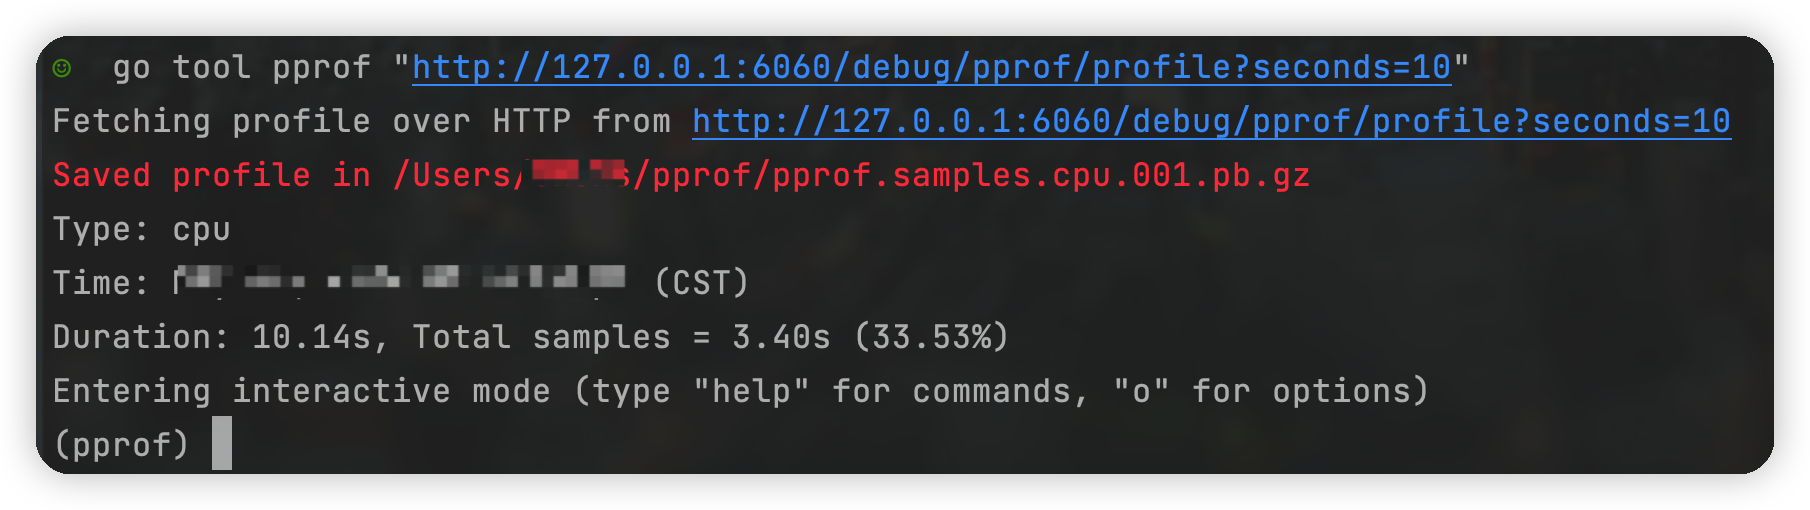 go tool pprof "http://127.0.0.1:6060/debug/pprof/profile?seconds=10"
Fetching profile over HTTP from http://127.0.0.1:6060/debug/pprof/profile?seconds=10
Saved profile in /Users/ /pprof/pprof.samples.cpu.001.pb.gz
Type: cpu
Time: (CST)
Duration: 10.14s, Total samples = 3.40s (33.53%)
Entering interactive mode (type "help" for commands, "o" for options)
(pprof)